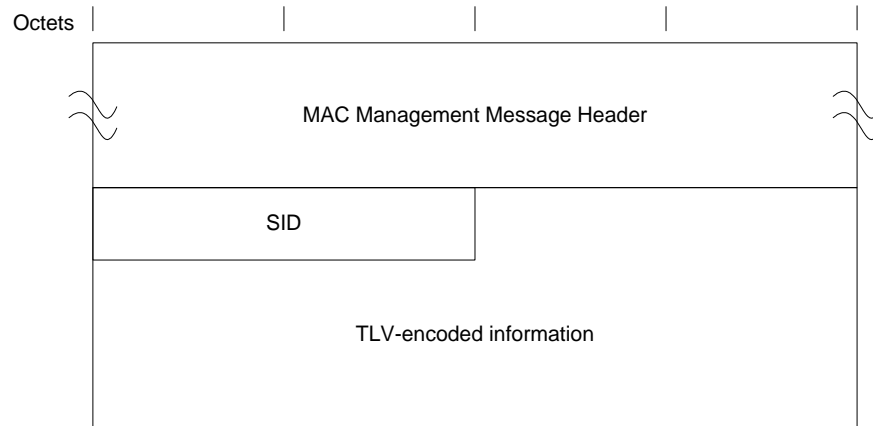 Octets
MAC Management Message Header
SID
TLV-encoded information